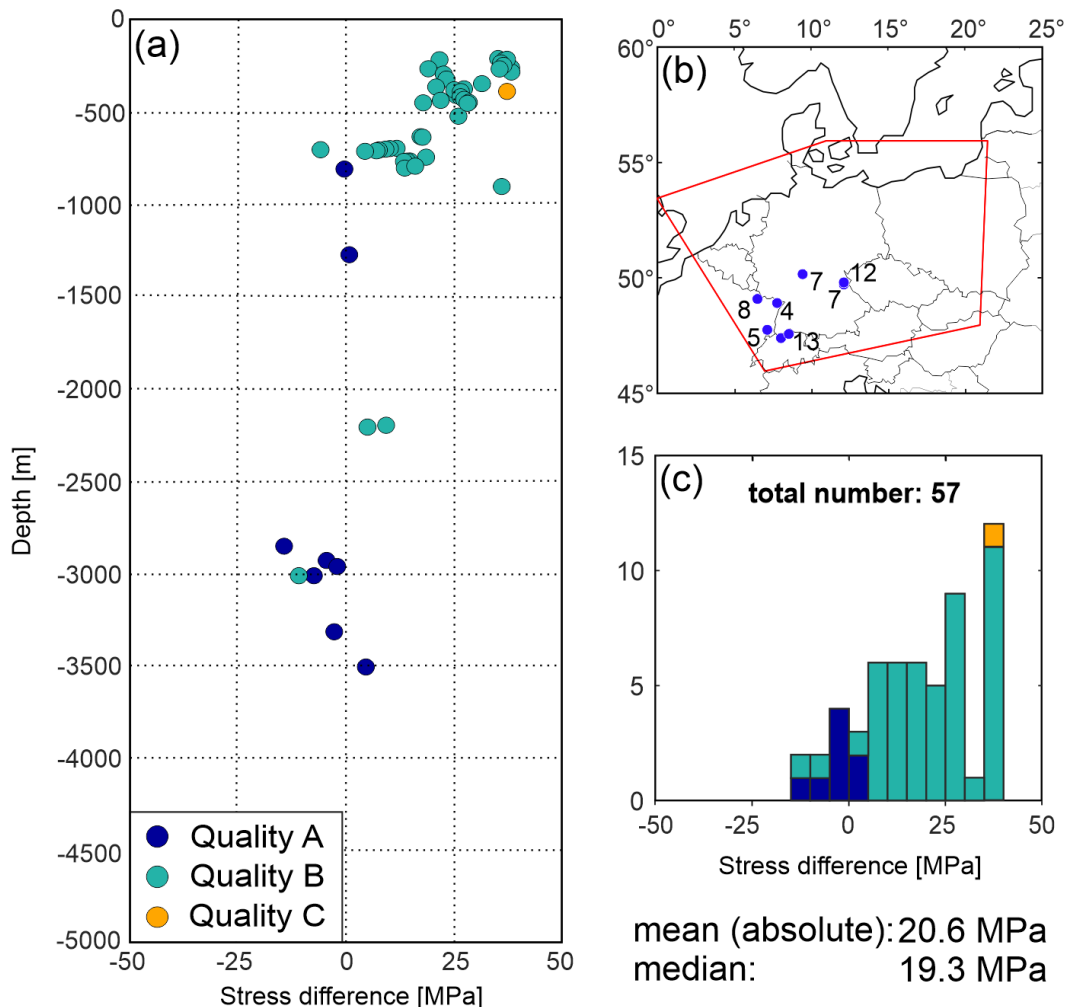 (a)
0
-500
-1000
-1500
-2000
-2500
-3000
-3500
-4000
-4500
-5000
Depth [m]
Quality A
Quality B
Quality C
-50 -25 0 25 50
Stress difference [MPa]
0° 5° 10° 15° 20° 25°
(b)
60°
55°
50°
45°
7
12
7
8
4
5
13
(c)
total number: 57
15
10
5
0
-50 -25 0 25 50
Stress difference [MPa]
mean (absolute): 20.6 MPa
median: 19.3 MPa